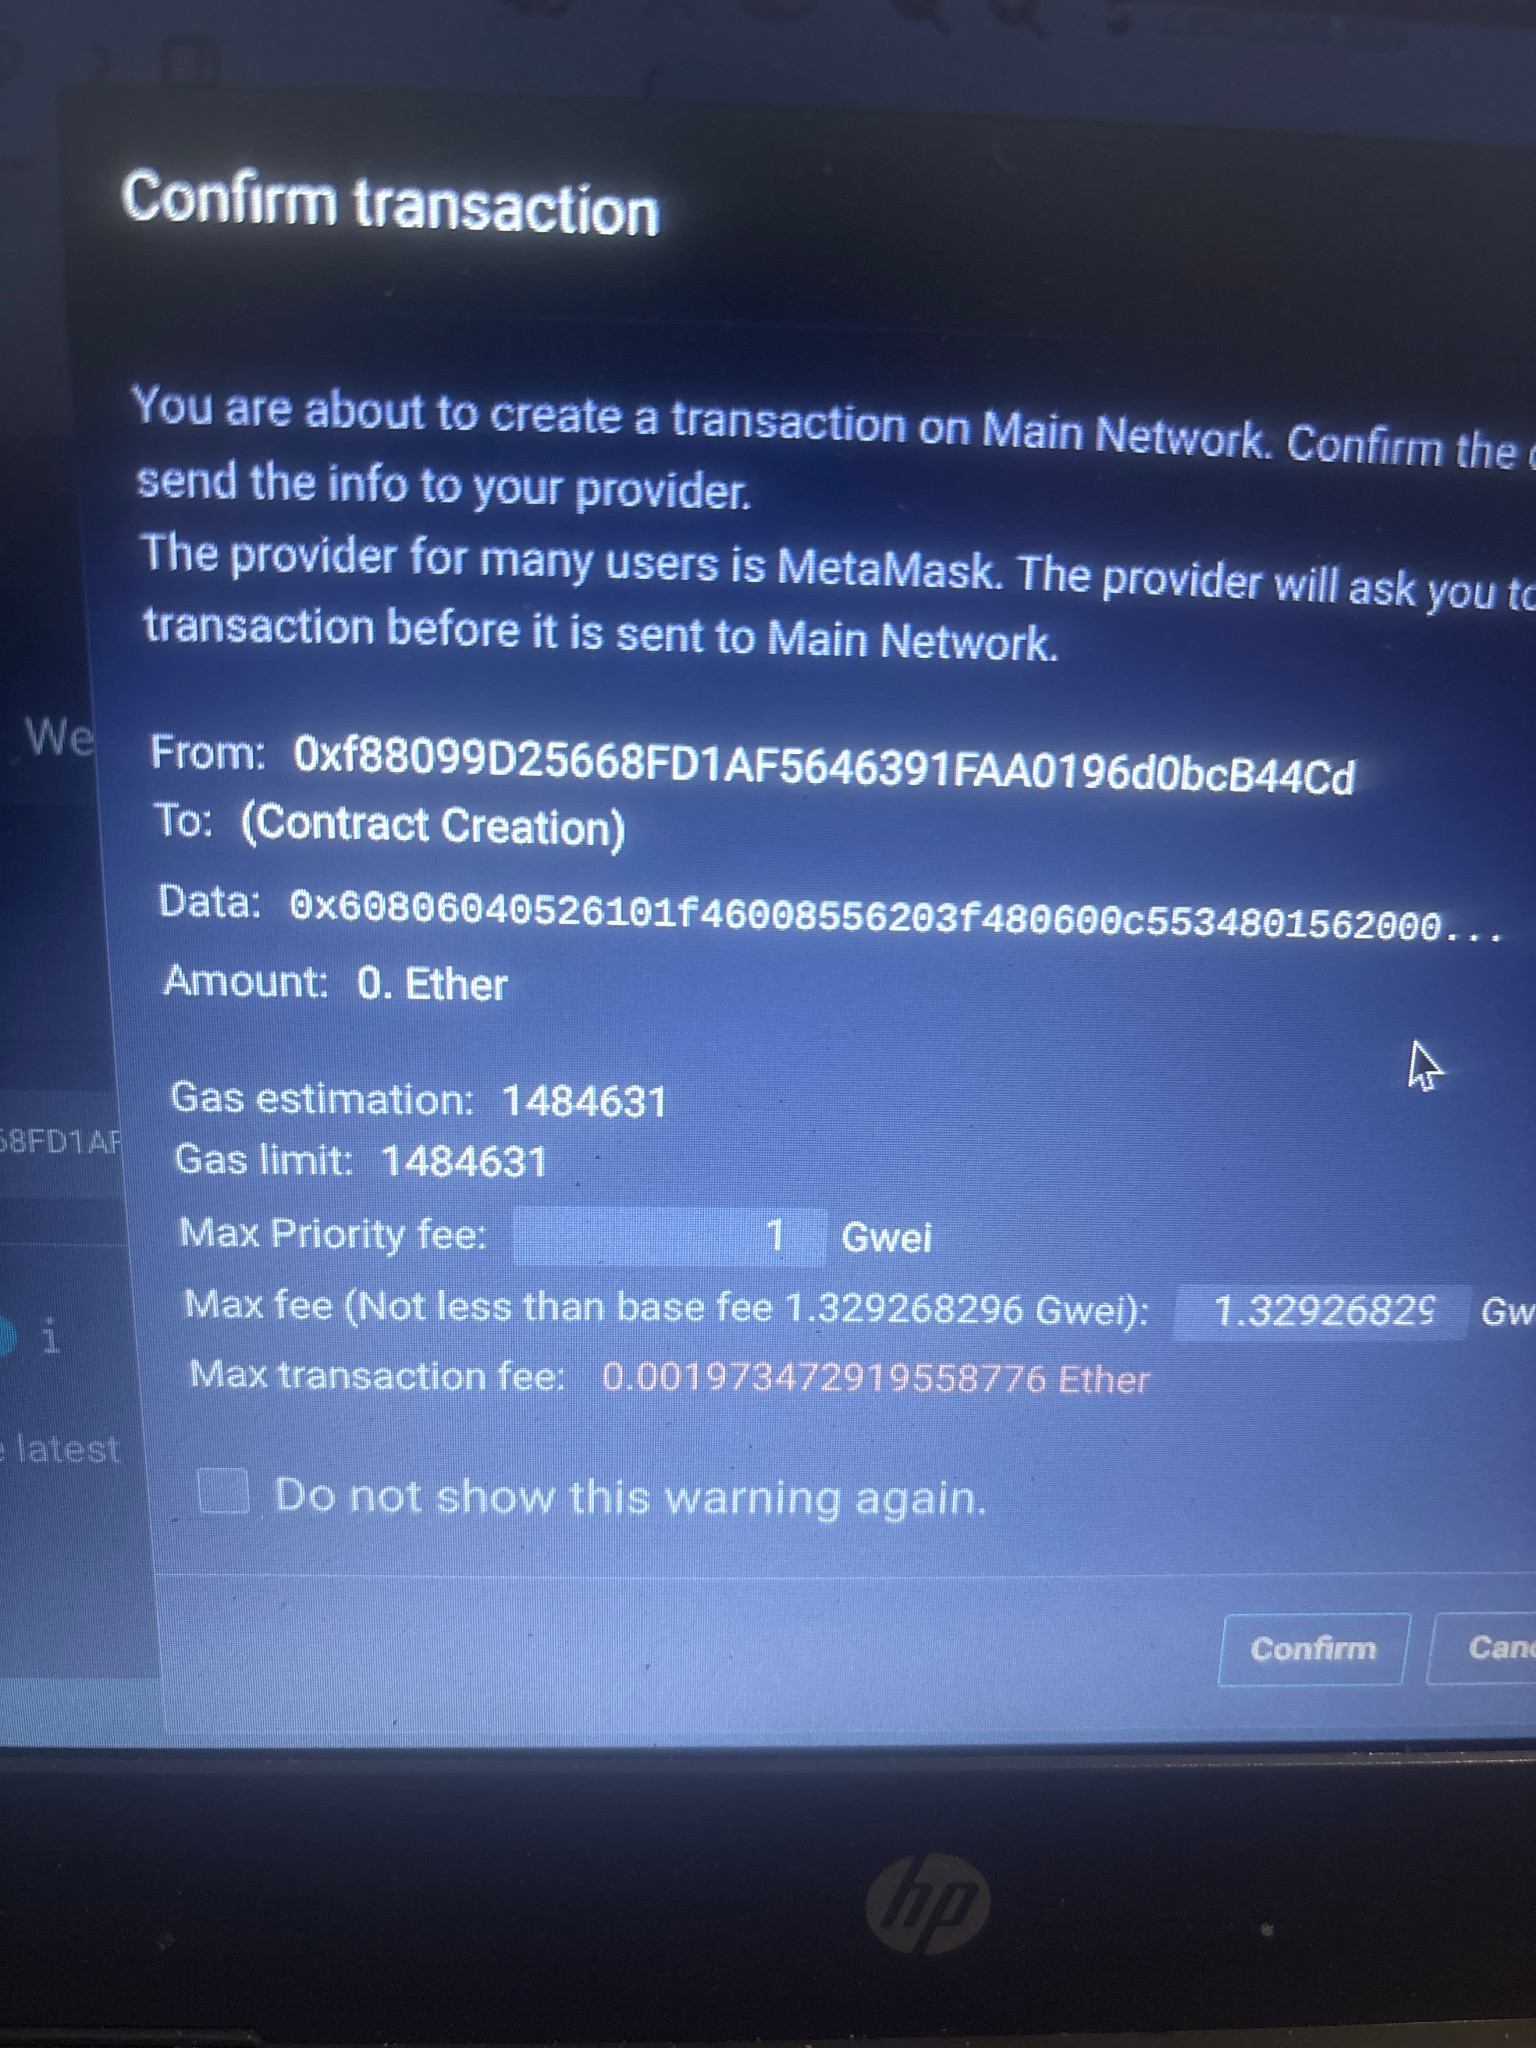 Confirm transaction
You are about to create a transaction on Main Network. Confirm the
send the info to your provider.
The provider for many users is MetaMask. The provider will ask you to
transaction before it is sent to Main Network.
We
From: 0xf88099D25668FD1AF5646391FAA0196d0bcB44Cd
To: (Contract Creation)
Data: 0x60806040526101f46008556203f480600c5534801562000...
Amount: 0. Ether
Gas estimation: 1484631
68FD1AF
Gas limit: 1484631
Max Priority fee: 1 Gwei
Max fee (Not less than base fee 1.329268296 Gwei): 1.32926829 Gw
i
Max transaction fee: 0.001973472919558776 Ether
latest
Do not show this warning again.
Confirm
Canc
hp